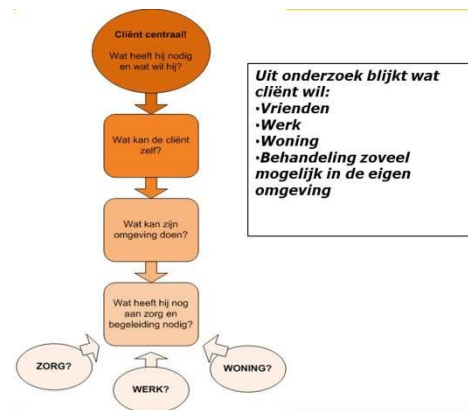 Cliënt centraal!
Wat heeft hij nodig
en wat wil hij?
Wat kan de cliënt
zelf?
Wat kan zijn
omgeving doen?
Wat heeft hij nog
aan zorg en
begeleiding nodig?
ZORG?
WERK?
WONING?
Uit onderzoek blijkt wat
cliënt wil:
•Vrienden
•Werk
•Woning
•Behandeling zoveel
mogelijk in de eigen
omgeving